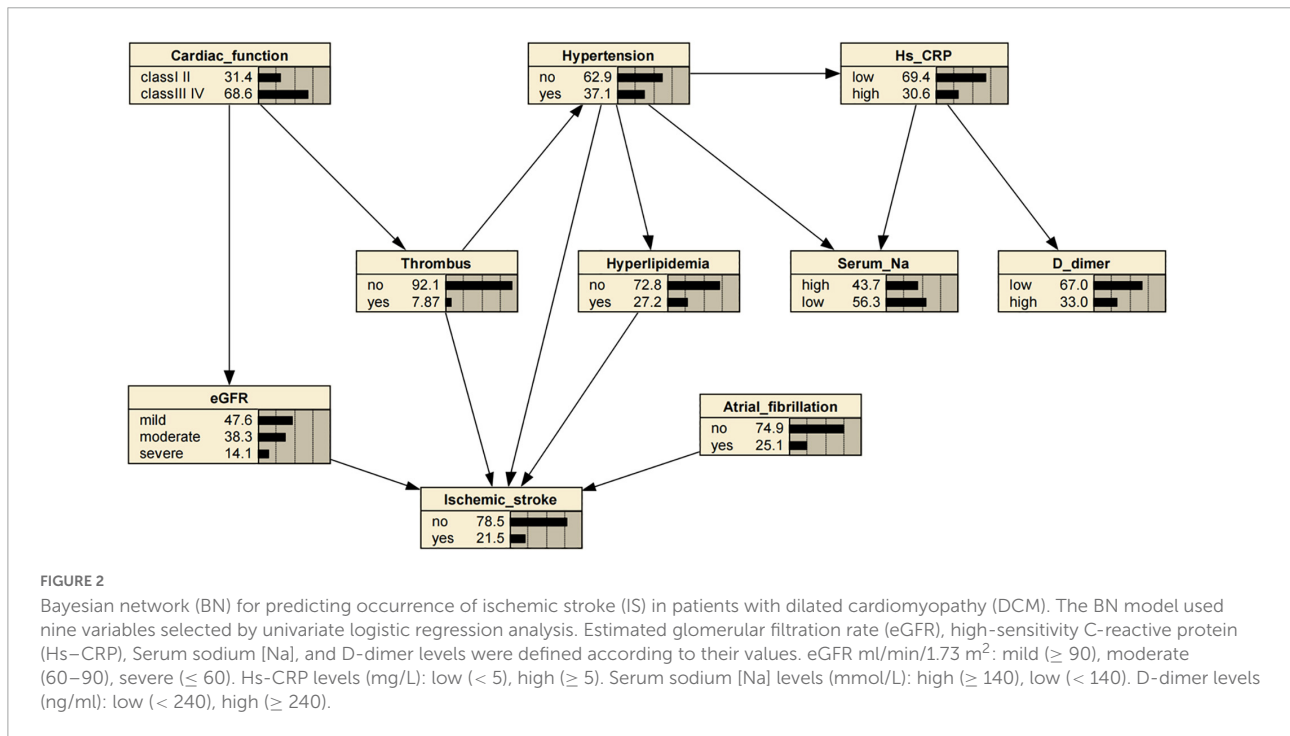 Cardiac_function
classI II 31.4
classIII IV 68.6
Hypertension
no 62.9
yes 37.1
Hs_CRP
low 69.4
high 30.6
Thrombus
no 92.1
yes 7.87
Hyperlipidemia
no 72.8
yes 27.2
Serum_Na
high 43.7
low 56.3
D_dimer
low 67.0
high 33.0
eGFR
mild 47.6
moderate 38.3
severe 14.1
Atrial_fibrillation
no 74.9
yes 25.1
Ischemic_stroke
no 78.5
yes 21.5
FIGURE 2
Bayesian network (BN) for predicting occurrence of ischemic stroke (IS) in patients with dilated cardiomyopathy (DCM). The BN model used
nine variables selected by univariate logistic regression analysis. Estimated glomerular filtration rate (eGFR), high-sensitivity C-reactive protein
(Hs–CRP), Serum sodium [Na], and D-dimer levels were defined according to their values. eGFR ml/min/1.73 m²: mild (≥ 90), moderate
(60–90), severe (≤ 60). Hs-CRP levels (mg/L): low (< 5), high (≥ 5). Serum sodium [Na] levels (mmol/L): high (≥ 140), low (< 140). D-dimer levels
(ng/ml): low (< 240), high (≥ 240).